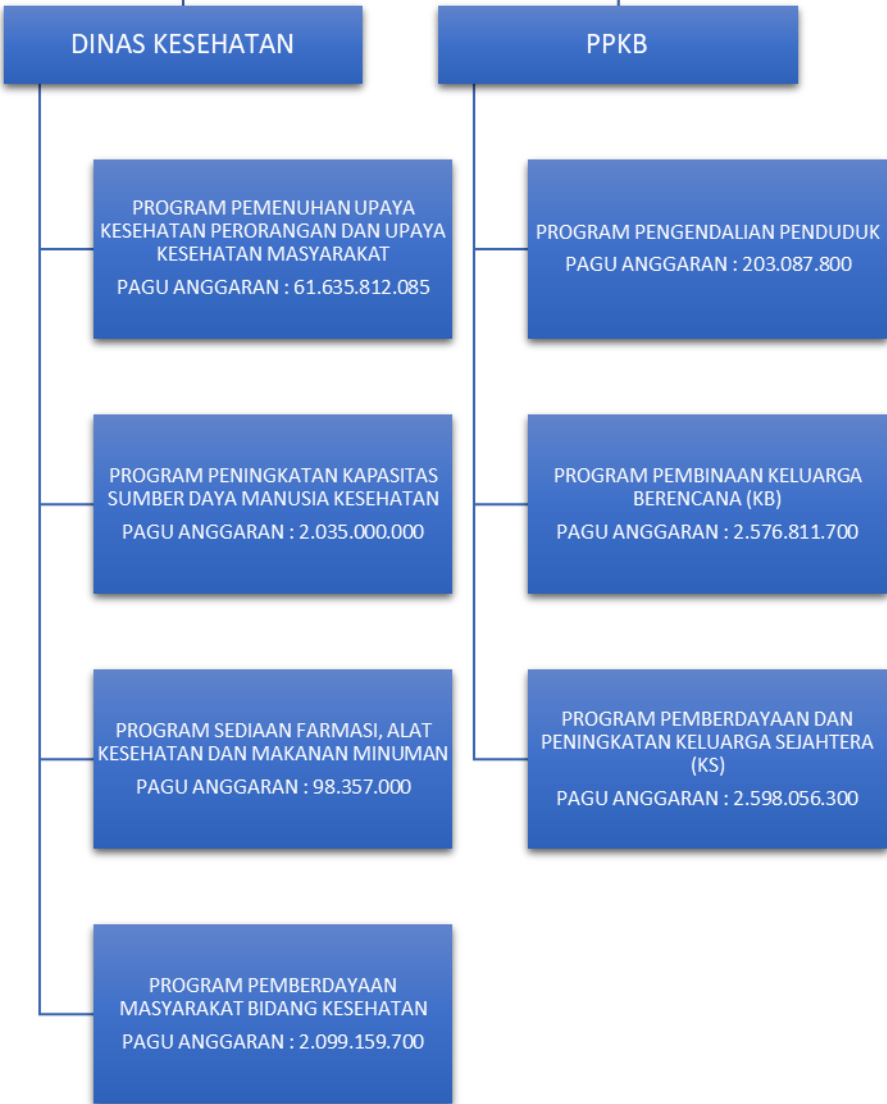 DINAS KESEHATAN
PROGRAM PEMENUHAN UPAYA
KESEHATAN PERORANGAN DAN UPAYA
KESEHATAN MASYARAKAT
PAGU ANGGARAN : 61.635.812.085
PROGRAM PENINGKATAN KAPASITAS
SUMBER DAYA MANUSIA KESEHATAN
PAGU ANGGARAN : 2.035.000.000
PROGRAM SEDIAAN FARMASI, ALAT
KESEHATAN DAN MAKANAN MINUMAN
PAGU ANGGARAN : 98.357.000
PROGRAM PEMBERDAYAAN
MASYARAKAT BIDANG KESEHATAN
PAGU ANGGARAN : 2.099.159.700
PPKB
PROGRAM PENGENDALIAN PENDUDUK
PAGU ANGGARAN : 203.087.800
PROGRAM PEMBINAAN KELUARGA
BERENCANA (KB)
PAGU ANGGARAN : 2.576.811.700
PROGRAM PEMBERDAYAAN DAN
PENINGKATAN KELUARGA SEJAHTERA
(KS)
PAGU ANGGARAN : 2.598.056.300